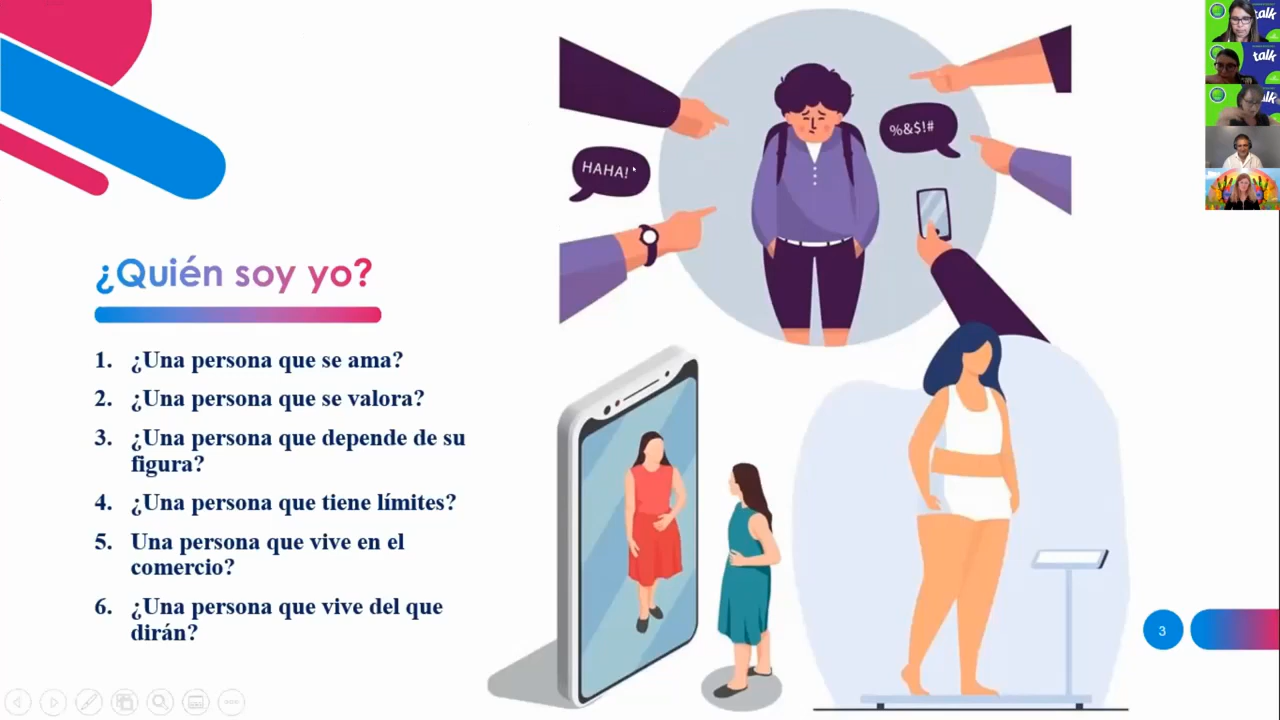 talk
talk
%&$!#
HAHA!
¿Quién soy yo?
1. ¿Una persona que se ama?
2. ¿Una persona que se valora?
3. ¿Una persona que depende de su
figura?
4. ¿Una persona que tiene límites?
5. Una persona que vive en el
comercio?
6. ¿Una persona que vive del que
dirán?
3